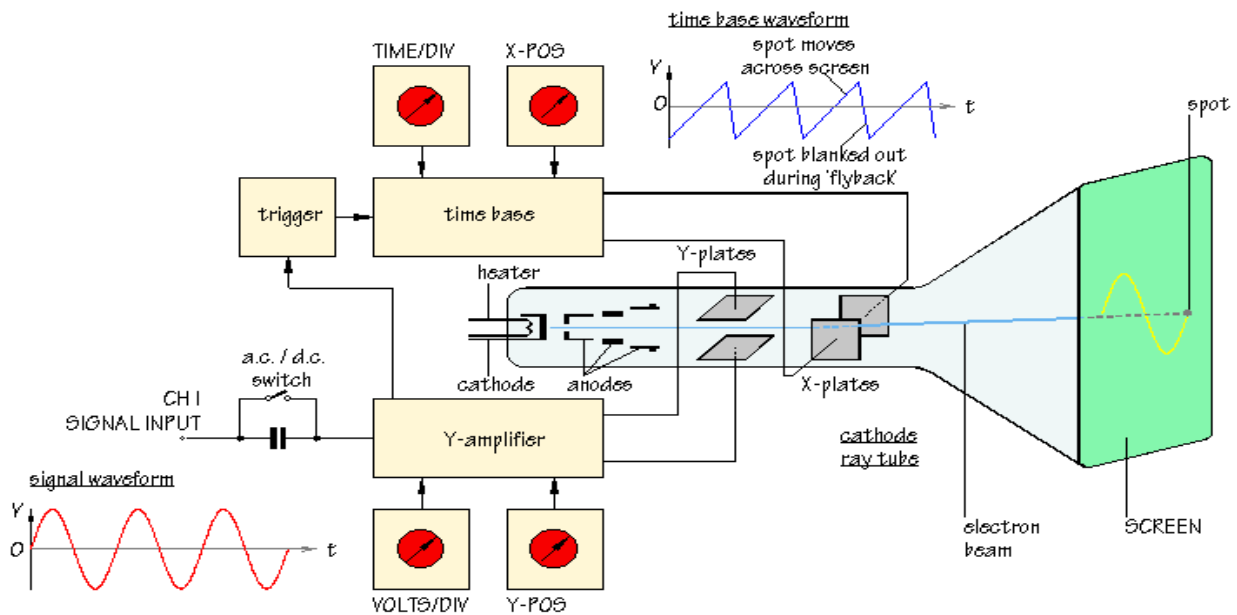 time base waveform
TIME/DIV
X-POS
spot moves
across screen
V
O
t
spot
spot blanked out
during 'flyback'
trigger
time base
Y-plates
heater
cathode
anodes
X-plates
a.c. / d.c.
switch
CH I
SIGNAL INPUT
Y-amplifier
cathode
ray tube
signal waveform
V
O
t
electron
beam
SCREEN
VOLTS/DIV
Y-POS